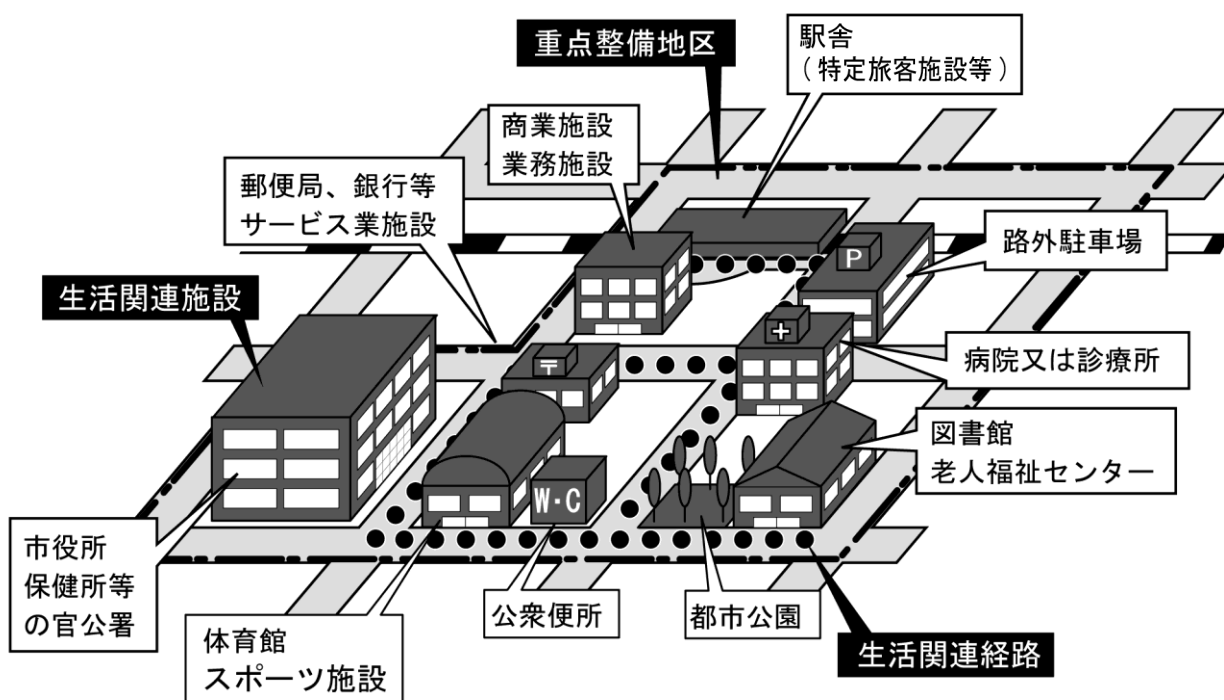 重点整備地区
駅舎
（特定旅客施設等）
商業施設
業務施設
郵便局、銀行等
サービス業施設
路外駐車場
生活関連施設
P
〒
病院又は診療所
図書館
老人福祉センター
W・C
市役所
保健所等
の官公署
公衆便所
都市公園
体育館
スポーツ施設
生活関連経路